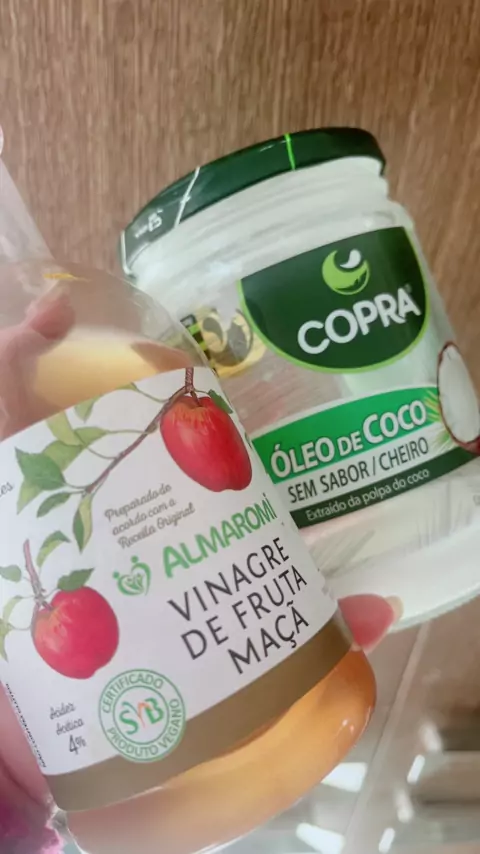 COPRA
ÓLEO DE COCO
SEM SABOR / CHEIRO
Extraído da polpa do coco
Preparado de
acordo com a
Receita Original
ALMAROMI
VINAGRE
DE FRUTA
MAÇÃ
CERTIFICADO
SVB
PRODUTO VEGANO
Acidez
Acética
4%